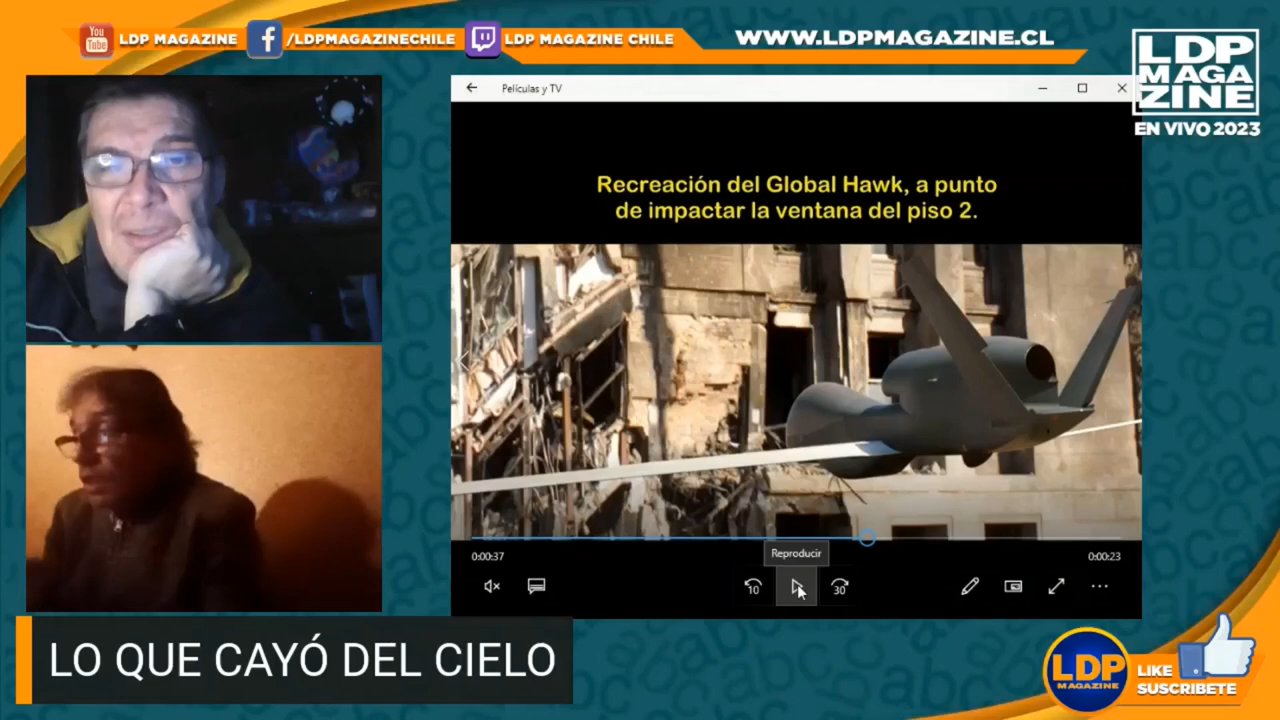 You
Tube
LDP MAGAZINE
/LDPMAGAZINECHILE
LDP MAGAZINE CHILE
WWW.LDPMAGAZINE.CL
LDP
MAGA
ZINE
EN VIVO 2023
Películas y TV
Recreación del Global Hawk, a punto
de impactar la ventana del piso 2.
0:00:37
Reproducir
0:00:23
10
30
LO QUE CAYÓ DEL CIELO
LDP
MAGAZINE
LIKE
SUSCRIBETE